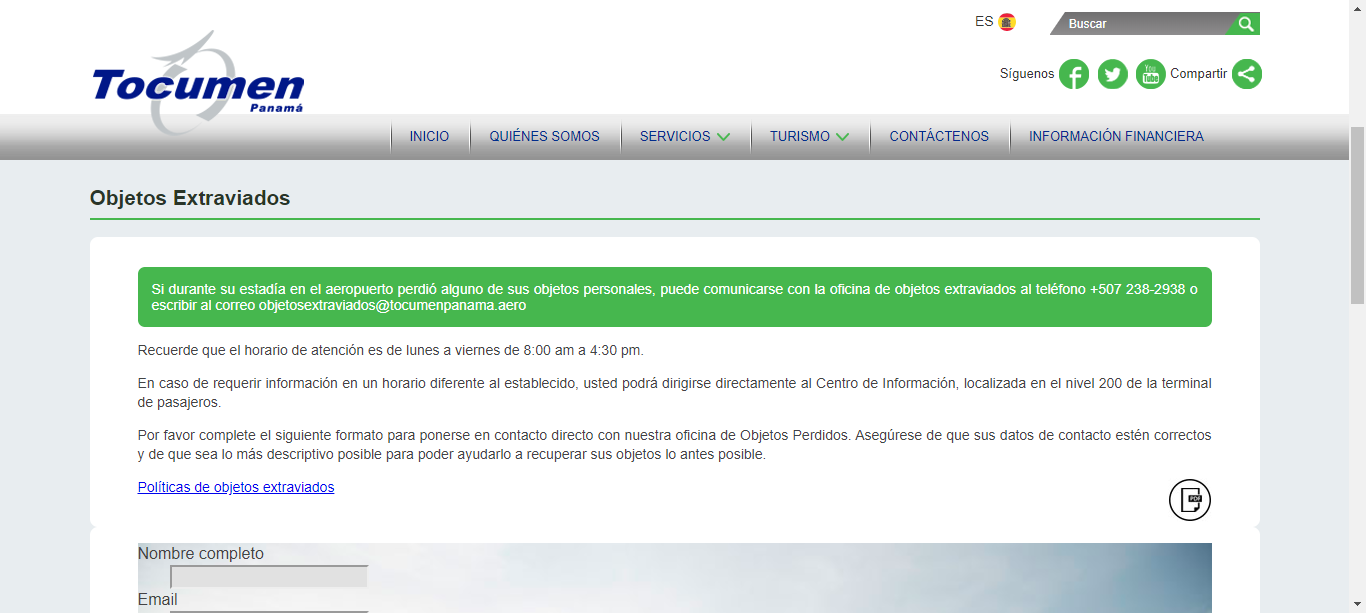 ES
Buscar
Tocumen
Panamá
Síguenos
You
Tube
Compartir
INICIO
QUIÉNES SOMOS
SERVICIOS
TURISMO
CONTÁCTENOS
INFORMACIÓN FINANCIERA
Objetos Extraviados
Si durante su estadía en el aeropuerto perdió alguno de sus objetos personales, puede comunicarse con la oficina de objetos extraviados al teléfono +507 238-2938 o
escribir al correo objetosextraviados@tocumenpanama.aero
Recuerde que el horario de atención es de lunes a viernes de 8:00 am a 4:30 pm.
En caso de requerir información en un horario diferente al establecido, usted podrá dirigirse directamente al Centro de Información, localizada en el nivel 200 de la terminal
de pasajeros.
Por favor complete el siguiente formato para ponerse en contacto directo con nuestra oficina de Objetos Perdidos. Asegúrese de que sus datos de contacto estén correctos
y de que sea lo más descriptivo posible para poder ayudarlo a recuperar sus objetos lo antes posible.
Políticas de objetos extraviados
PDF
Nombre completo
Email